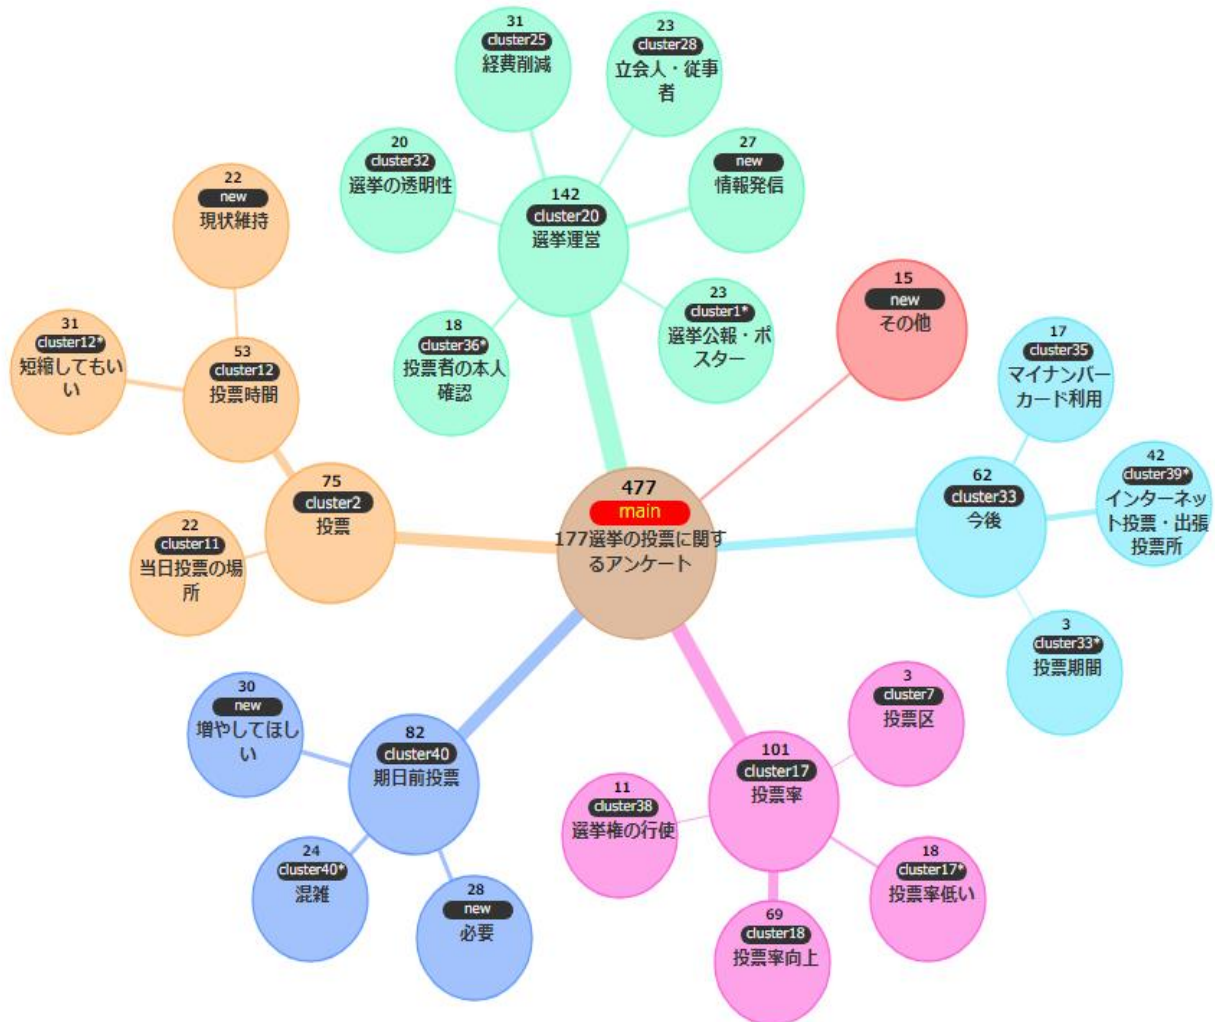 31
cluster25
経費削減
23
cluster28
立会人・従事
者
20
cluster32
選挙の透明性
27
new
情報発信
142
cluster20
選挙運営
18
cluster36*
投票者の本人
確認
23
cluster1*
選挙公報・ポ
スター
22
new
現状維持
31
cluster12*
短縮してもい
い
53
cluster12
投票時間
75
cluster2
投票
22
cluster11
当日投票の場
所
15
new
その他
477
main
177選挙の投票に関す
るアンケート
17
cluster35
マイナンバー
カード利用
62
cluster33
今後
42
cluster39*
インターネッ
ト投票・出張
投票所
3
cluster33*
投票期間
30
new
増やしてほし
い
82
cluster40
期日前投票
24
cluster40*
混雑
28
new
必要
3
cluster7
投票区
101
cluster17
投票率
11
cluster38
選挙権の行使
18
cluster17*
投票率低い
69
cluster18
投票率向上